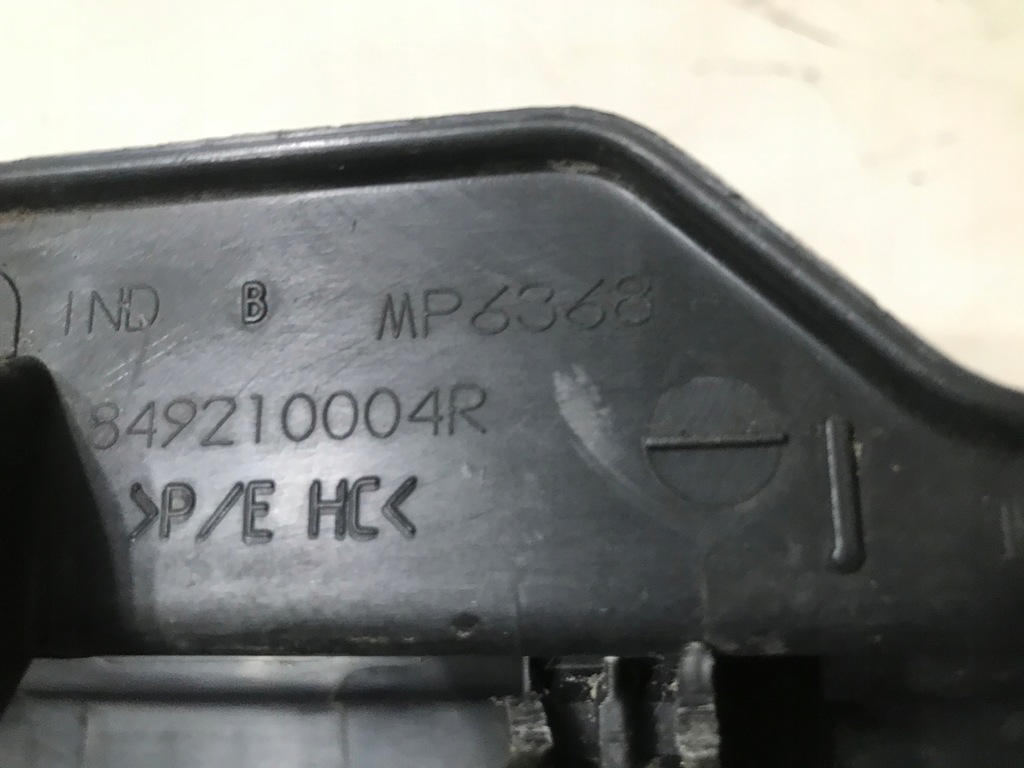 IND B MP6368
849210004R
>P/E HC<